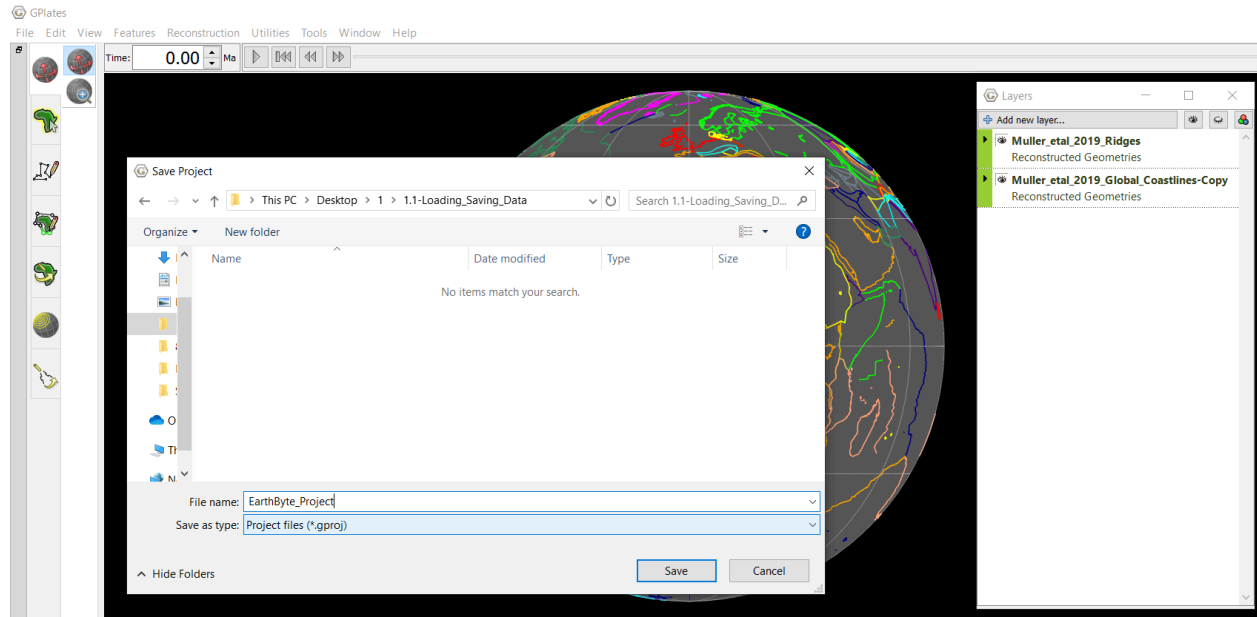 GPlates
File Edit View Features Reconstruction Utilities Tools Window Help
Time: 0.00 Ma
Layers
Add new layer...
Muller_etal_2019_Ridges
Reconstructed Geometries
Muller_etal_2019_Global_Coastlines-Copy
Reconstructed Geometries
Save Project
This PC > Desktop > 1 > 1.1-Loading_Saving_Data
Search 1.1-Loading_Saving_D...
Organize New folder
Name Date modified Type Size
No items match your search.
File name: EarthByte_Project
Save as type: Project files (*.gproj)
Hide Folders
Save Cancel